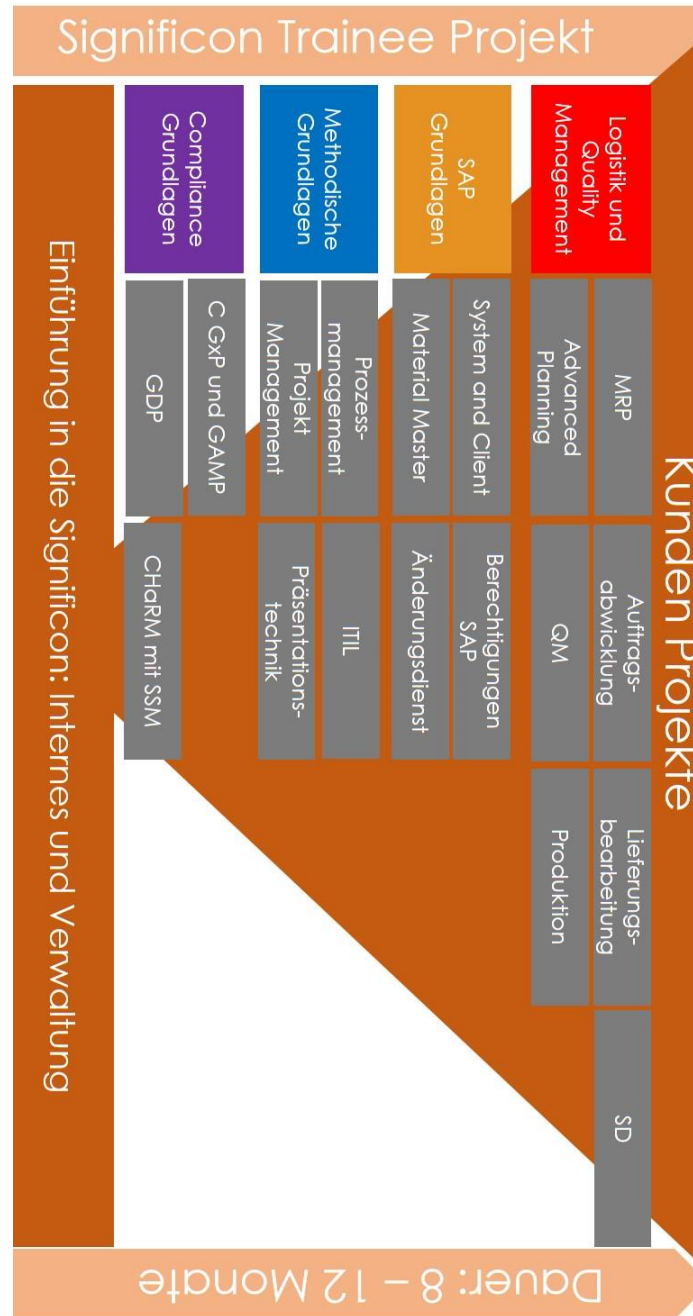 Significon Trainee Projekt
Einführung in die Significon: Internes und Verwaltung
Compliance
Grundlagen
C GxP und GAMP
GDP
CHaRM mit SSM
Methodische
Grundlagen
Prozess-
management
ITIL
Projekt
Management
Präsentations-
technik
SAP
Grundlagen
System and Client
Berechtigungen
SAP
Material Master
Änderungsdienst
Logistik und
Quality
Management
MRP
Auftrags-
abwicklung
Lieferungs-
bearbeitung
SD
Advanced
Planning
QM
Produktion
Kunden Projekte
Dauer: 8 – 12 Monate